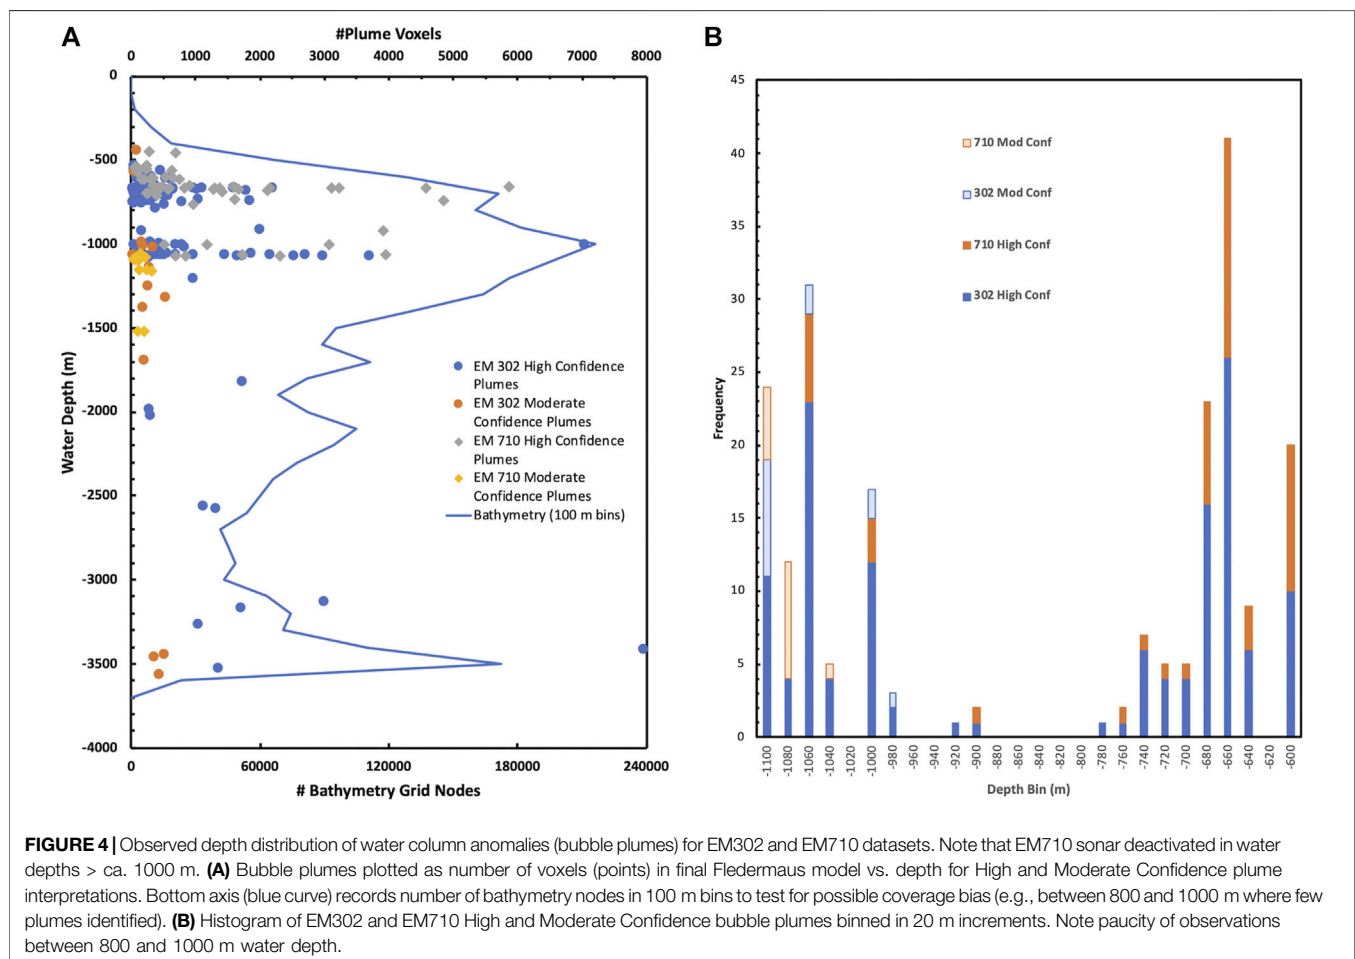 A
#Plume Voxels
0 1000 2000 3000 4000 5000 6000 7000 8000
0
-500
-1000
-1500
-2000
-2500
-3000
-3500
-4000
Water Depth (m)
EM 302 High Confidence
Plumes
EM 302 Moderate
Confidence Plumes
EM 710 High Confidence
Plumes
EM 710 Moderate
Confidence Plumes
Bathymetry (100 m bins)
0 60000 120000 180000 240000
# Bathymetry Grid Nodes
B
45
40
35
30
25
20
15
10
5
0
Frequency
710 Mod Conf
302 Mod Conf
710 High Conf
302 High Conf
-1100 -1080 -1060 -1040 -1020 -1000 -980 -960 -940 -920 -900 -880 -860 -840 -820 -800 -780 -760 -740 -720 -700 -680 -660 -640 -620 -600
Depth Bin (m)
FIGURE 4 | Observed depth distribution of water column anomalies (bubble plumes) for EM302 and EM710 datasets. Note that EM710 sonar deactivated in water
depths > ca. 1000 m. (A) Bubble plumes plotted as number of voxels (points) in final Fledermaus model vs. depth for High and Moderate Confidence plume
interpretations. Bottom axis (blue curve) records number of bathymetry nodes in 100 m bins to test for possible coverage bias (e.g., between 800 and 1000 m where few
plumes identified). (B) Histogram of EM302 and EM710 High and Moderate Confidence bubble plumes binned in 20 m increments. Note paucity of observations
between 800 and 1000 m water depth.